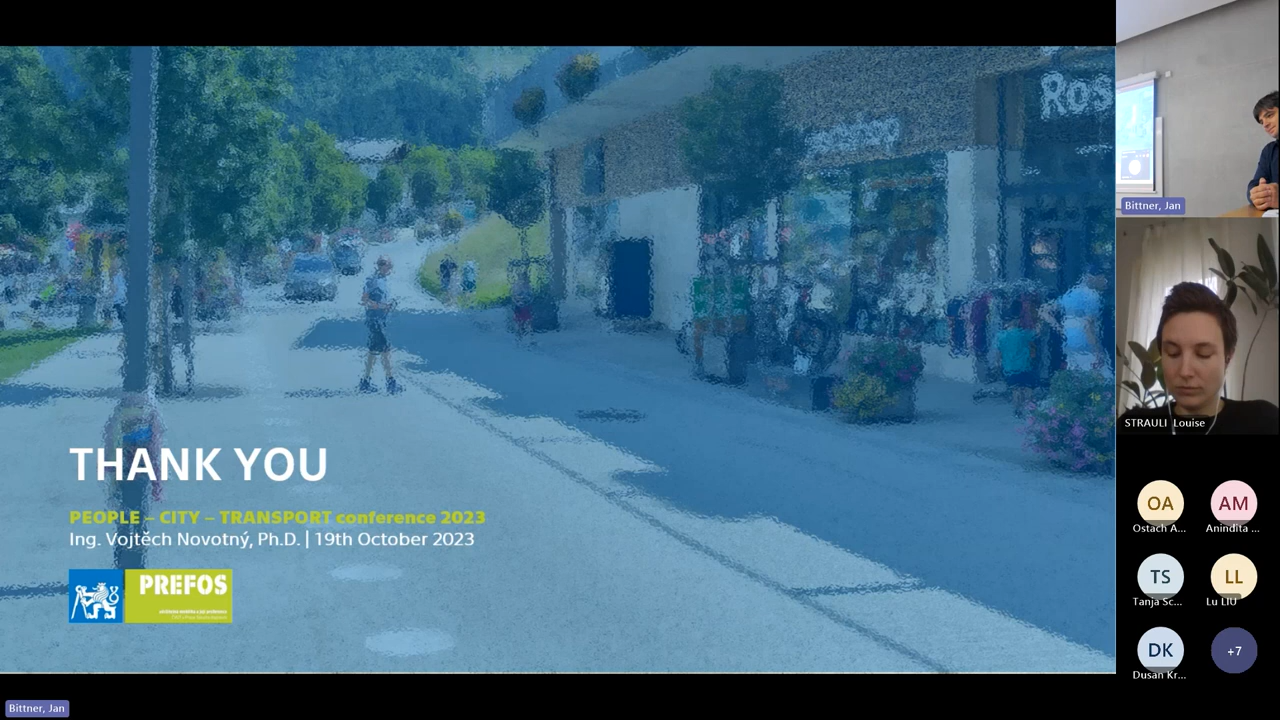 Ros
THANK YOU
PEOPLE – CITY – TRANSPORT conference 2023
Ing. Vojtěch Novotný, Ph.D. | 19th October 2023
PREFOS
Bittner, Jan
Bittner, Jan
STRAULI Louise
OA
Ostach A...
AM
Anindita ...
TS
Tanja Sc...
LL
Lu LIU
DK
Dusan Kr...
+7